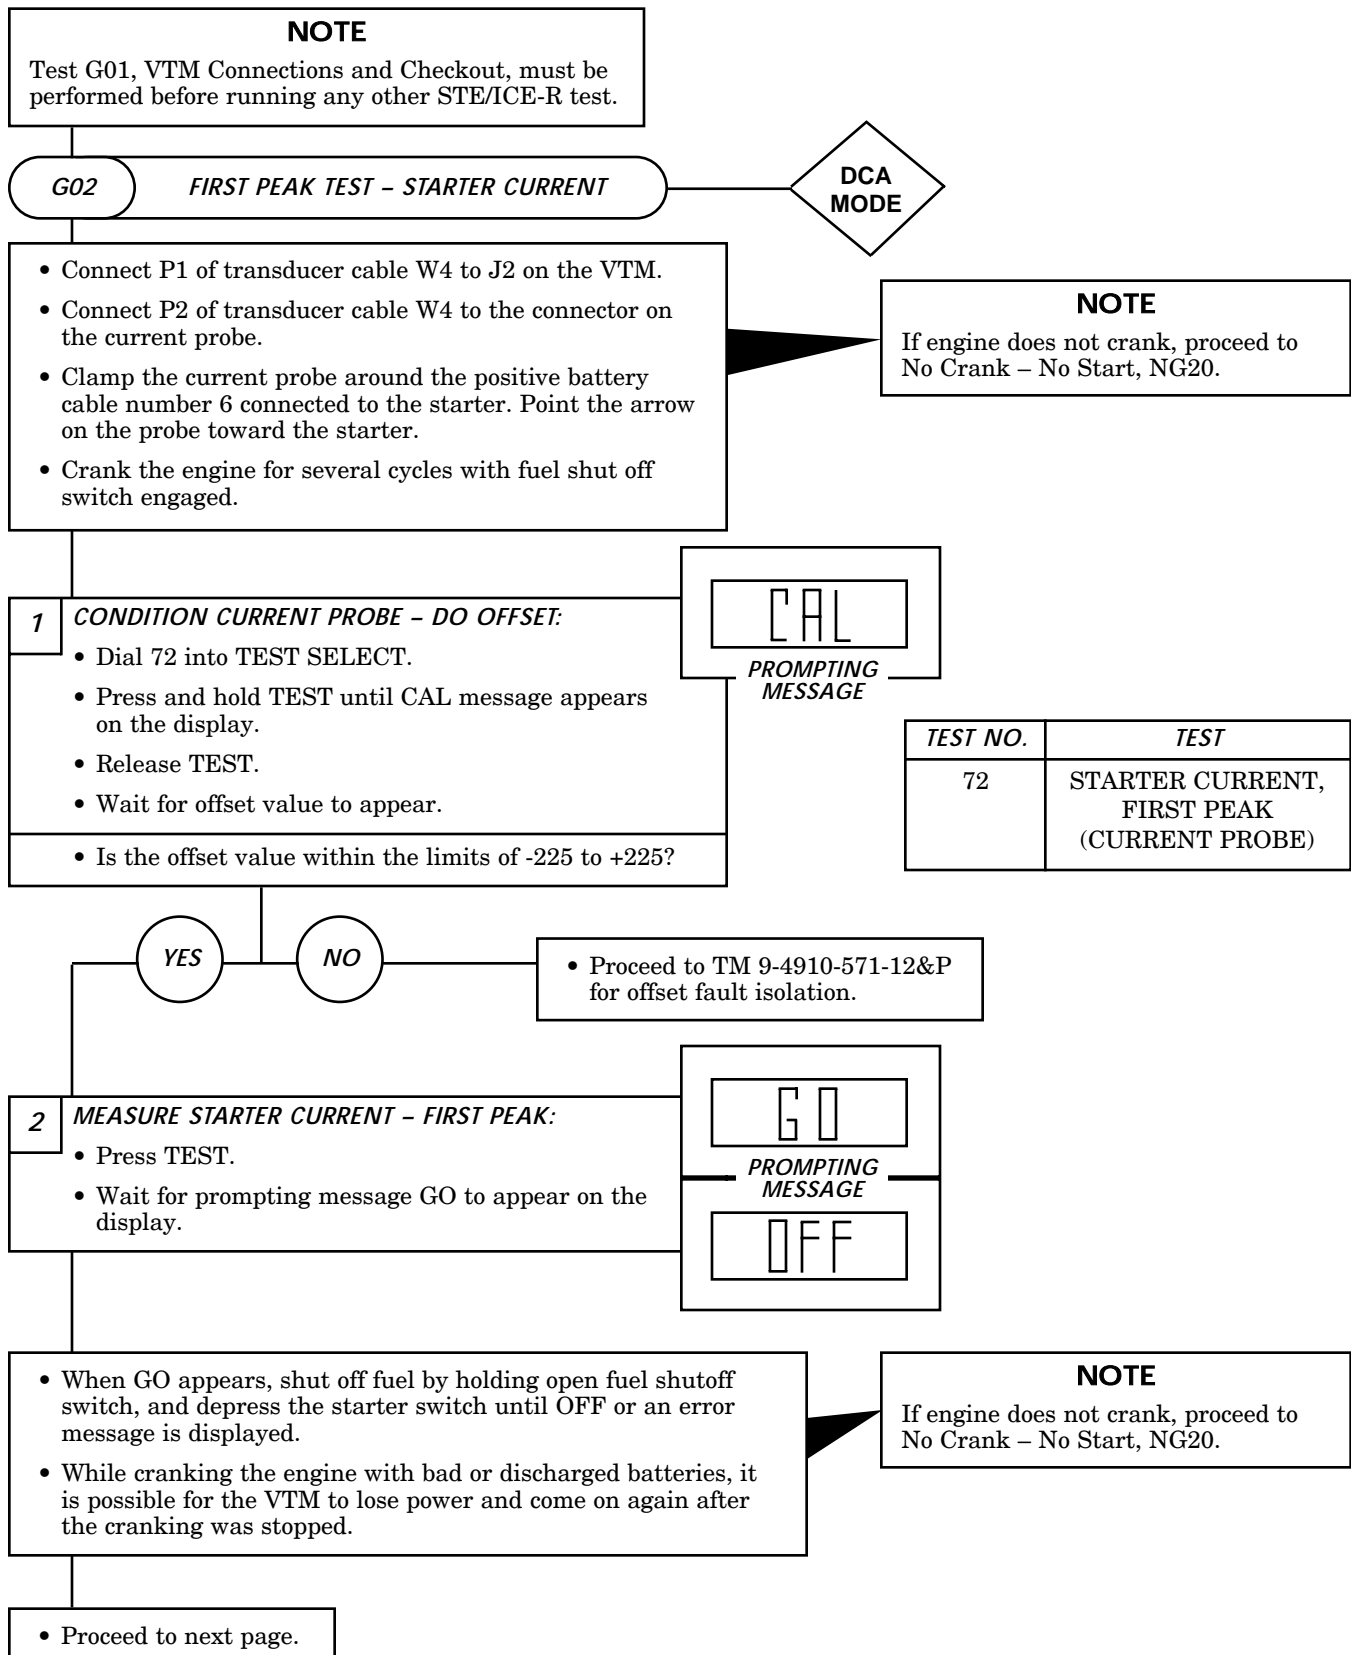 NOTE
Test G01, VTM Connections and Checkout, must be
performed before running any other STE/ICE-R test.
G02
FIRST PEAK TEST – STARTER CURRENT
DCA
MODE
• Connect P1 of transducer cable W4 to J2 on the VTM.
• Connect P2 of transducer cable W4 to the connector on
the current probe.
• Clamp the current probe around the positive battery
cable number 6 connected to the starter. Point the arrow
on the probe toward the starter.
• Crank the engine for several cycles with fuel shut off
switch engaged.
NOTE
If engine does not crank, proceed to
No Crank – No Start, NG20.
1
CONDITION CURRENT PROBE – DO OFFSET:
• Dial 72 into TEST SELECT.
• Press and hold TEST until CAL message appears
on the display.
• Release TEST.
• Wait for offset value to appear.
• Is the offset value within the limits of -225 to +225?
CAL
PROMPTING
MESSAGE
TEST NO.
TEST
72
STARTER CURRENT,
FIRST PEAK
(CURRENT PROBE)
YES
NO
• Proceed to TM 9-4910-571-12&P
for offset fault isolation.
2
MEASURE STARTER CURRENT – FIRST PEAK:
• Press TEST.
• Wait for prompting message GO to appear on the
display.
GO
PROMPTING
MESSAGE
OFF
• When GO appears, shut off fuel by holding open fuel shutoff
switch, and depress the starter switch until OFF or an error
message is displayed.
• While cranking the engine with bad or discharged batteries, it
is possible for the VTM to lose power and come on again after
the cranking was stopped.
NOTE
If engine does not crank, proceed to
No Crank – No Start, NG20.
• Proceed to next page.